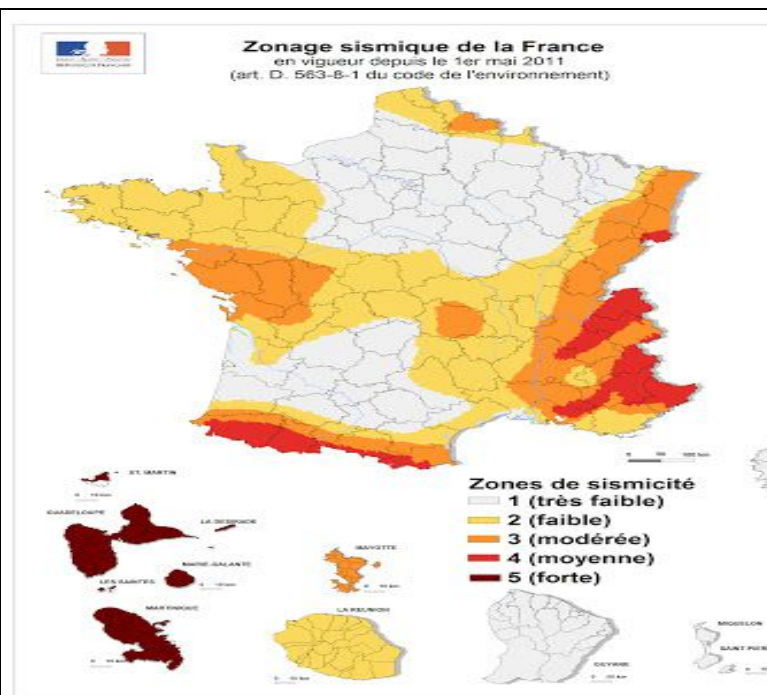 Zonage sismique de la France
en vigueur depuis le 1er mai 2011
(art. D. 563-8-1 du code de l'environnement)
Zones de sismicité
1 (très faible)
2 (faible)
3 (modérée)
4 (moyenne)
5 (forte)
ST. MARTIN
GUADELOUPE
LA DESIRADE
MARIE-GALANTE
LES SAINTES
MARTINIQUE
MAYOTTE
LA REUNION
GUYANE
MIQUELON